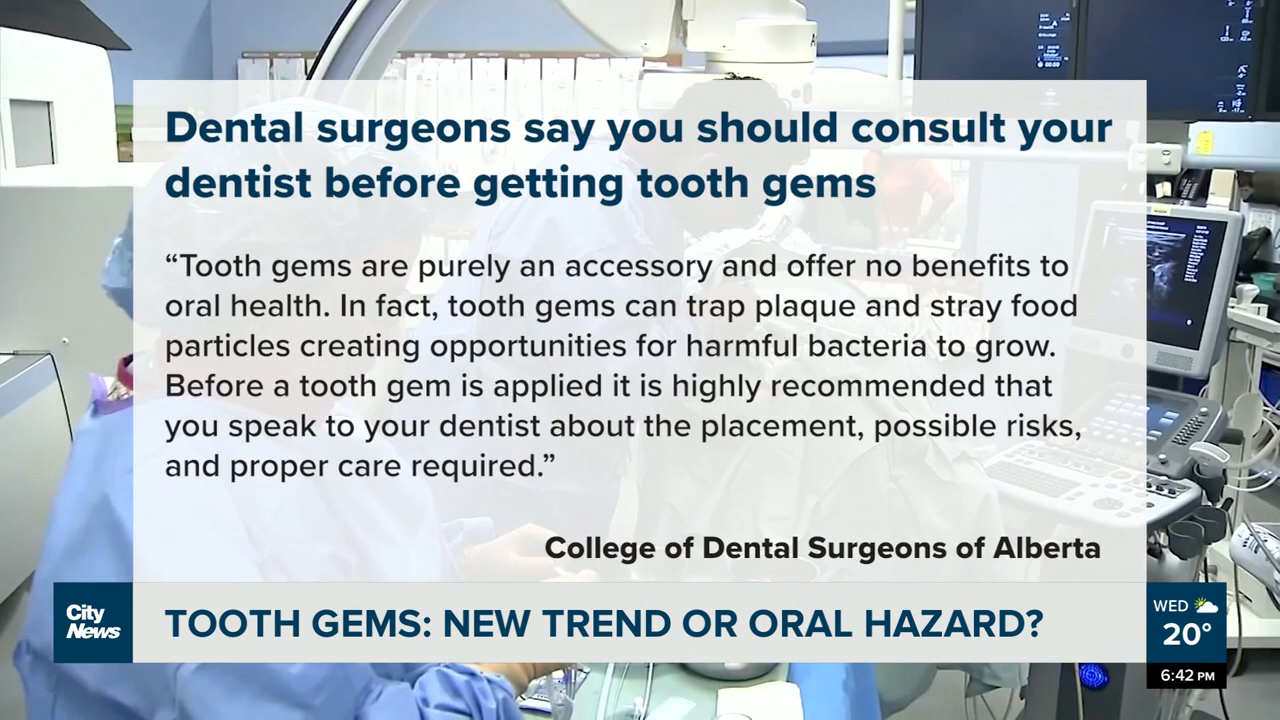 Dental surgeons say you should consult your
dentist before getting tooth gems
“Tooth gems are purely an accessory and offer no benefits to
oral health. In fact, tooth gems can trap plaque and stray food
particles creating opportunities for harmful bacteria to grow.
Before a tooth gem is applied it is highly recommended that
you speak to your dentist about the placement, possible risks,
and proper care required.”
College of Dental Surgeons of Alberta
City
News
TOOTH GEMS: NEW TREND OR ORAL HAZARD?
WED
20°
6:42 PM